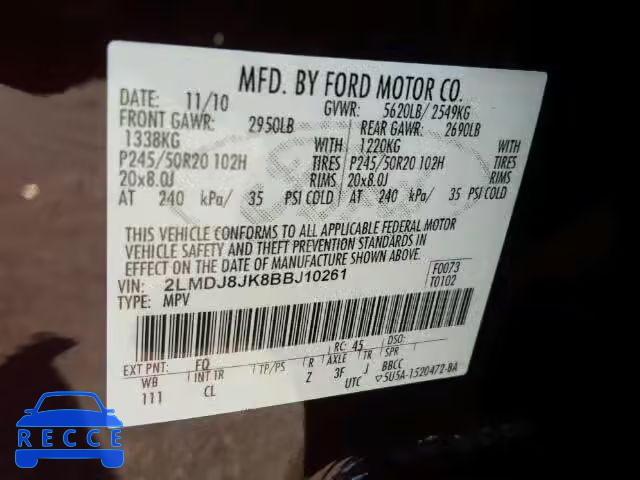 MFD. BY FORD MOTOR CO.
DATE: 11/10 GVWR: 5620LB/ 2549KG
FRONT GAWR: 2950LB REAR GAWR: 2690LB
1338KG WITH 1220KG WITH
P245/50R20 102H TIRES P245/50R20 102H TIRES
20x8.0J RIMS 20x8.0J RIMS
AT 240 kPa/ 35 PSI COLD AT 240 kPa/ 35 PSI COLD
THIS VEHICLE CONFORMS TO ALL APPLICABLE FEDERAL MOTOR
VEHICLE SAFETY AND THEFT PREVENTION STANDARDS IN
EFFECT ON THE DATE OF MANUFACTURE SHOWN ABOVE.
VIN: 2LMDJ8JK8BBJ10261 F0073
TYPE: MPV T0102
EXT PNT: FQ RC: 45 DSO:
WB INT TR TP/PS R AXLE TR SPR
111 CL Z 3F J BBCC
UTC ▽5U5A-1520472-BA
RECCE